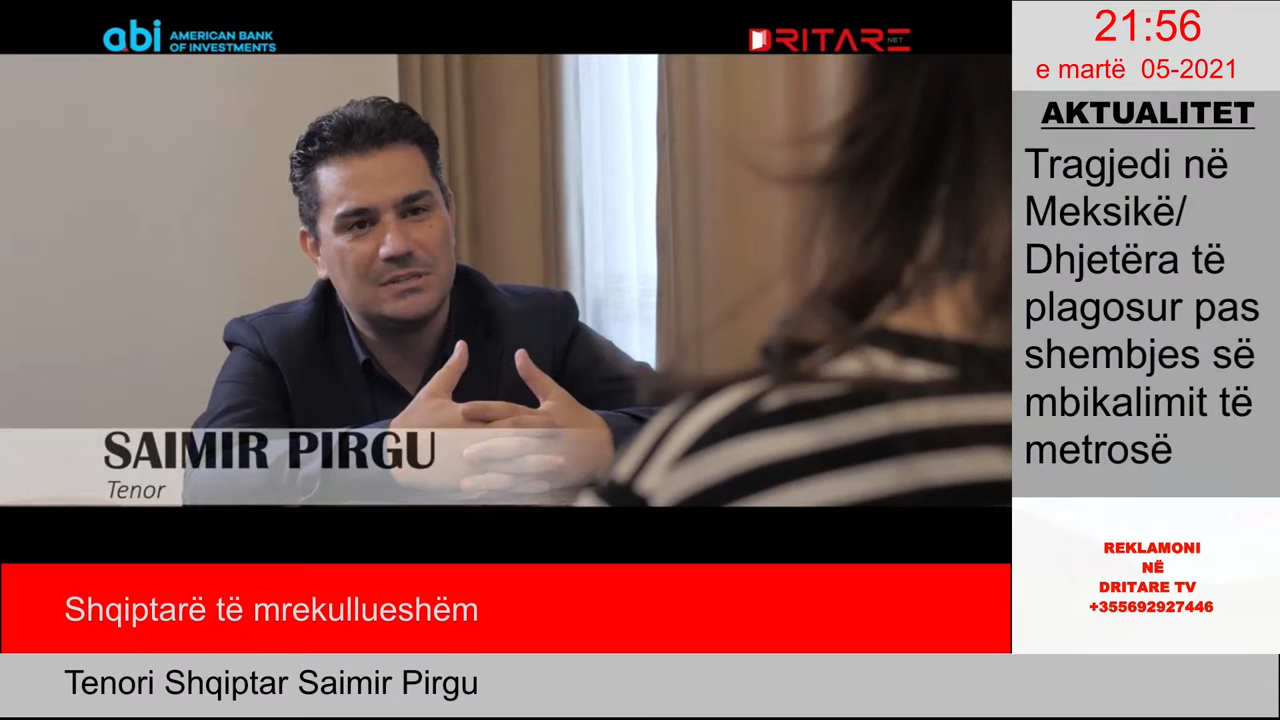 abi AMERICAN BANK
OF INVESTMENTS
DRITARE
NET
21:56
e martë 05-2021
AKTUALITET
Tragjedi në
Meksikë/
Dhjetëra të
plagosur pas
shembjes së
mbikalimit të
metrosë
SAIMIR PIRGU
Tenor
REKLAMONI
NË
DRITARE TV
+355692927446
Shqiptarë të mrekullueshëm
Tenori Shqiptar Saimir Pirgu